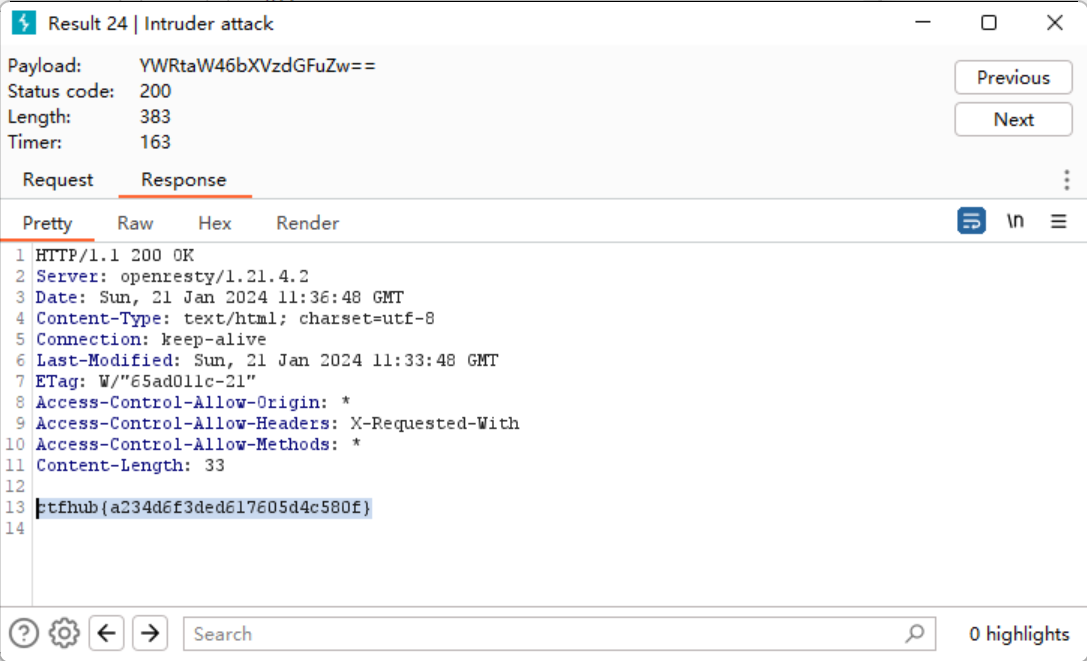 Result 24 | Intruder attack
Payload: YWRtaW46bXVzdGFuZw==
Status code: 200
Length: 383
Timer: 163
Previous
Next
Request Response
Pretty Raw Hex Render \n
1 HTTP/1.1 200 OK
2 Server: openresty/1.21.4.2
3 Date: Sun, 21 Jan 2024 11:36:48 GMT
4 Content-Type: text/html; charset=utf-8
5 Connection: keep-alive
6 Last-Modified: Sun, 21 Jan 2024 11:33:48 GMT
7 ETag: W/"65ad011c-21"
8 Access-Control-Allow-Origin: *
9 Access-Control-Allow-Headers: X-Requested-With
10 Access-Control-Allow-Methods: *
11 Content-Length: 33
12
13 ctfhub{a234d6f3ded617605d4c580f}
14
Search
0 highlights